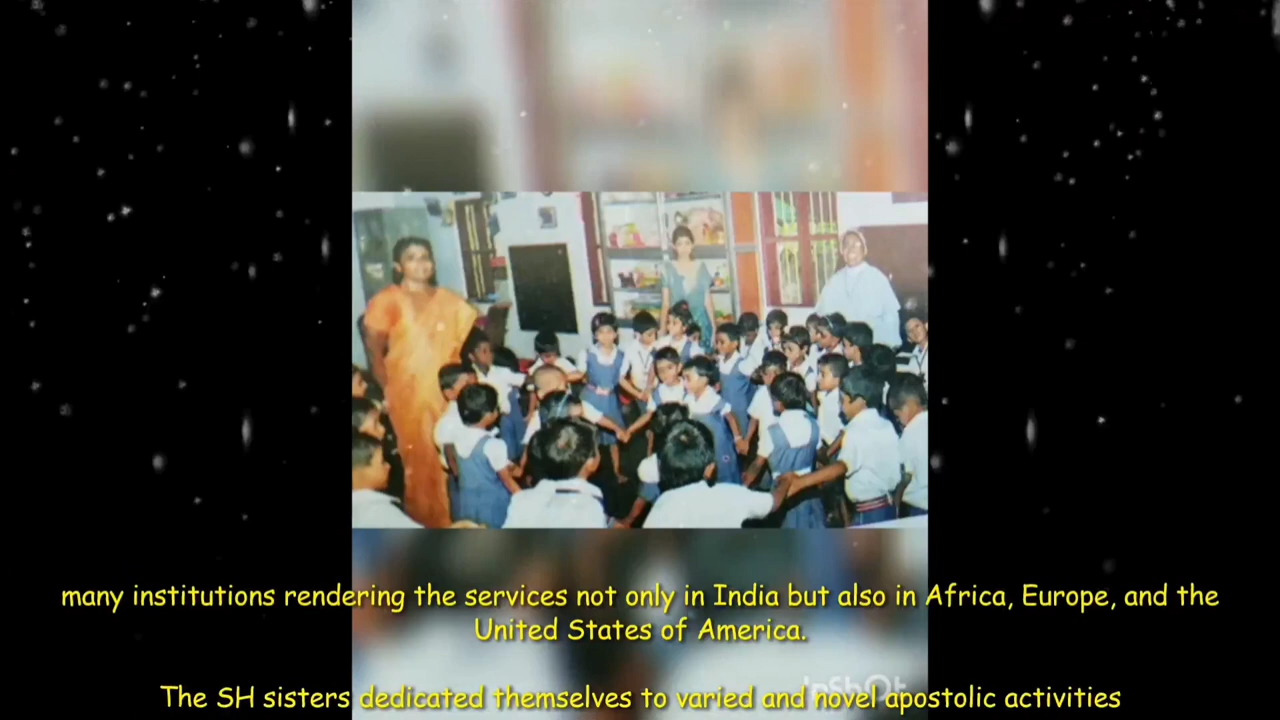 many institutions rendering the services not only in India but also in Africa, Europe, and the
United States of America.
InShOt
The SH sisters dedicated themselves to varied and novel apostolic activities